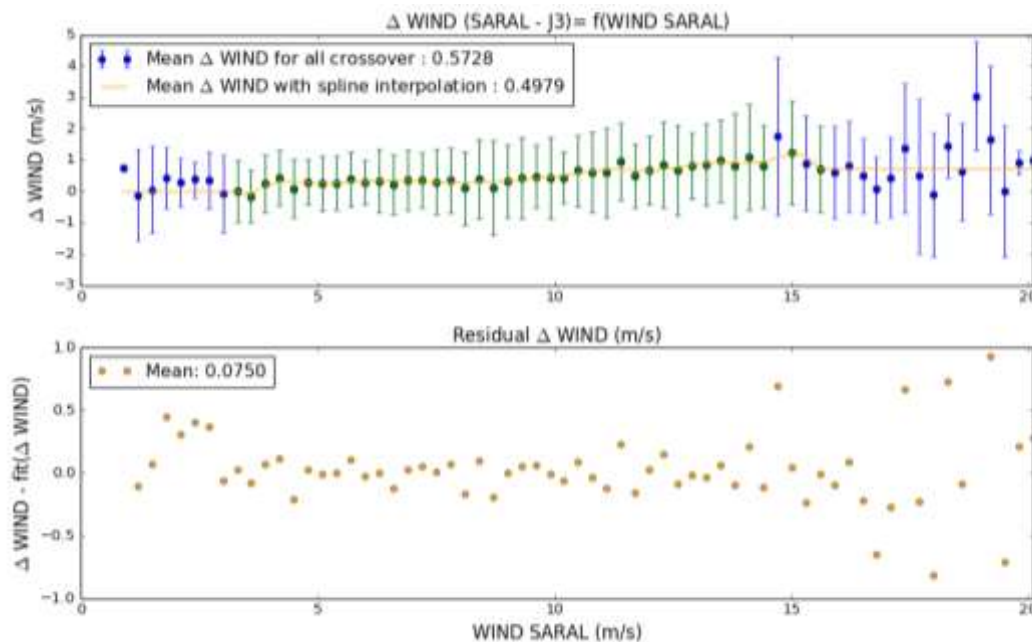 Δ WIND (SARAL - J3)= f(WIND SARAL)
5
4
3
2
1
0
−1
−2
−3
Δ WIND (m/s)
Mean Δ WIND for all crossover : 0.5728
Mean Δ WIND with spline interpolation : 0.4979
0 5 10 15 20
Residual Δ WIND (m/s)
1.0
0.5
0.0
−0.5
−1.0
Δ WIND - fit(Δ WIND)
Mean: 0.0750
0 5 10 15 20
WIND SARAL (m/s)